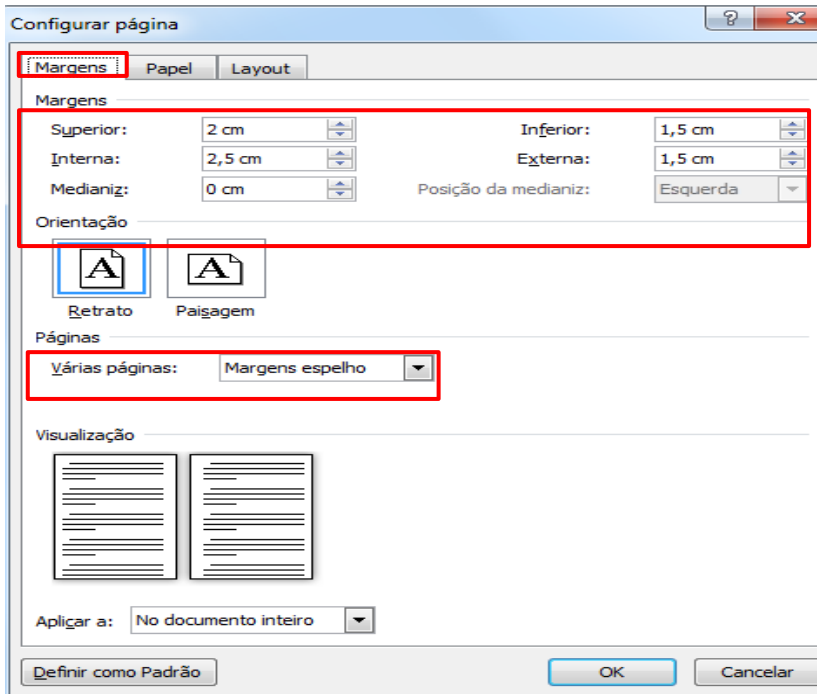 Configurar página
Margens Papel Layout
Margens
Superior: 2 cm Inferior: 1,5 cm
Interna: 2,5 cm Externa: 1,5 cm
Medianiz: 0 cm Posição da medianiz: Esquerda
Orientação
A A
Retrato Paisagem
Páginas
Várias páginas: Margens espelho
Visualização
Aplicar a: No documento inteiro
Definir como Padrão OK Cancelar